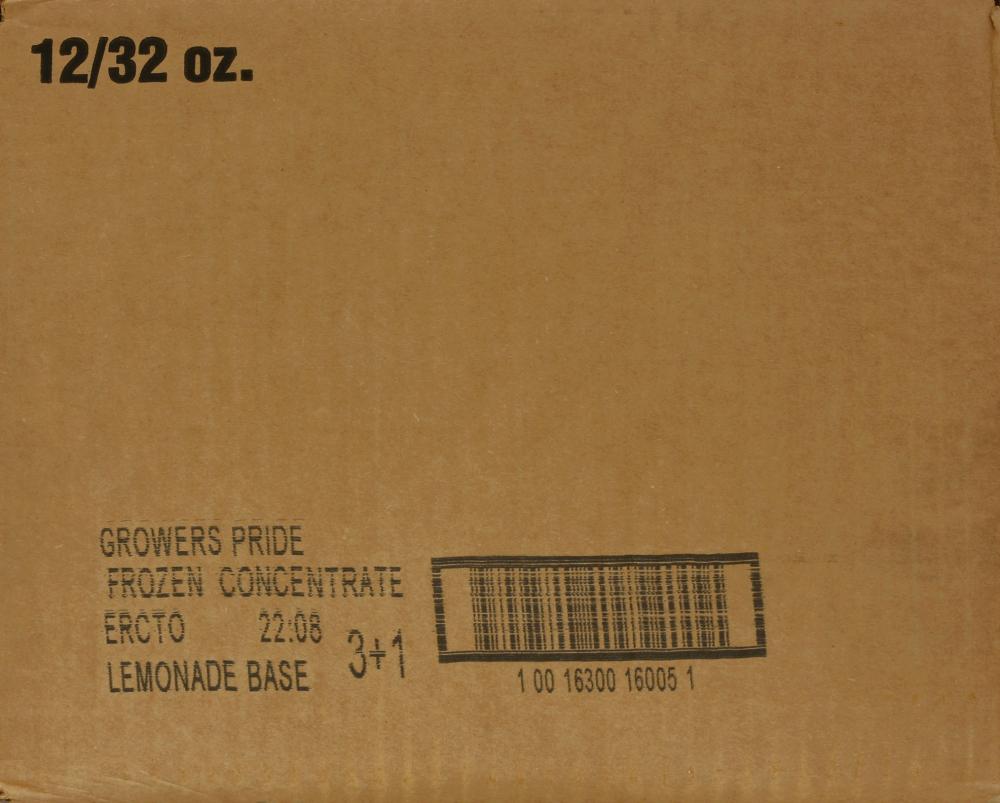 12/32 oz.
GROWERS PRIDE
FROZEN CONCENTRATE
ERCTO 22:08
3+1
LEMONADE BASE
1 00 16300 16005 1